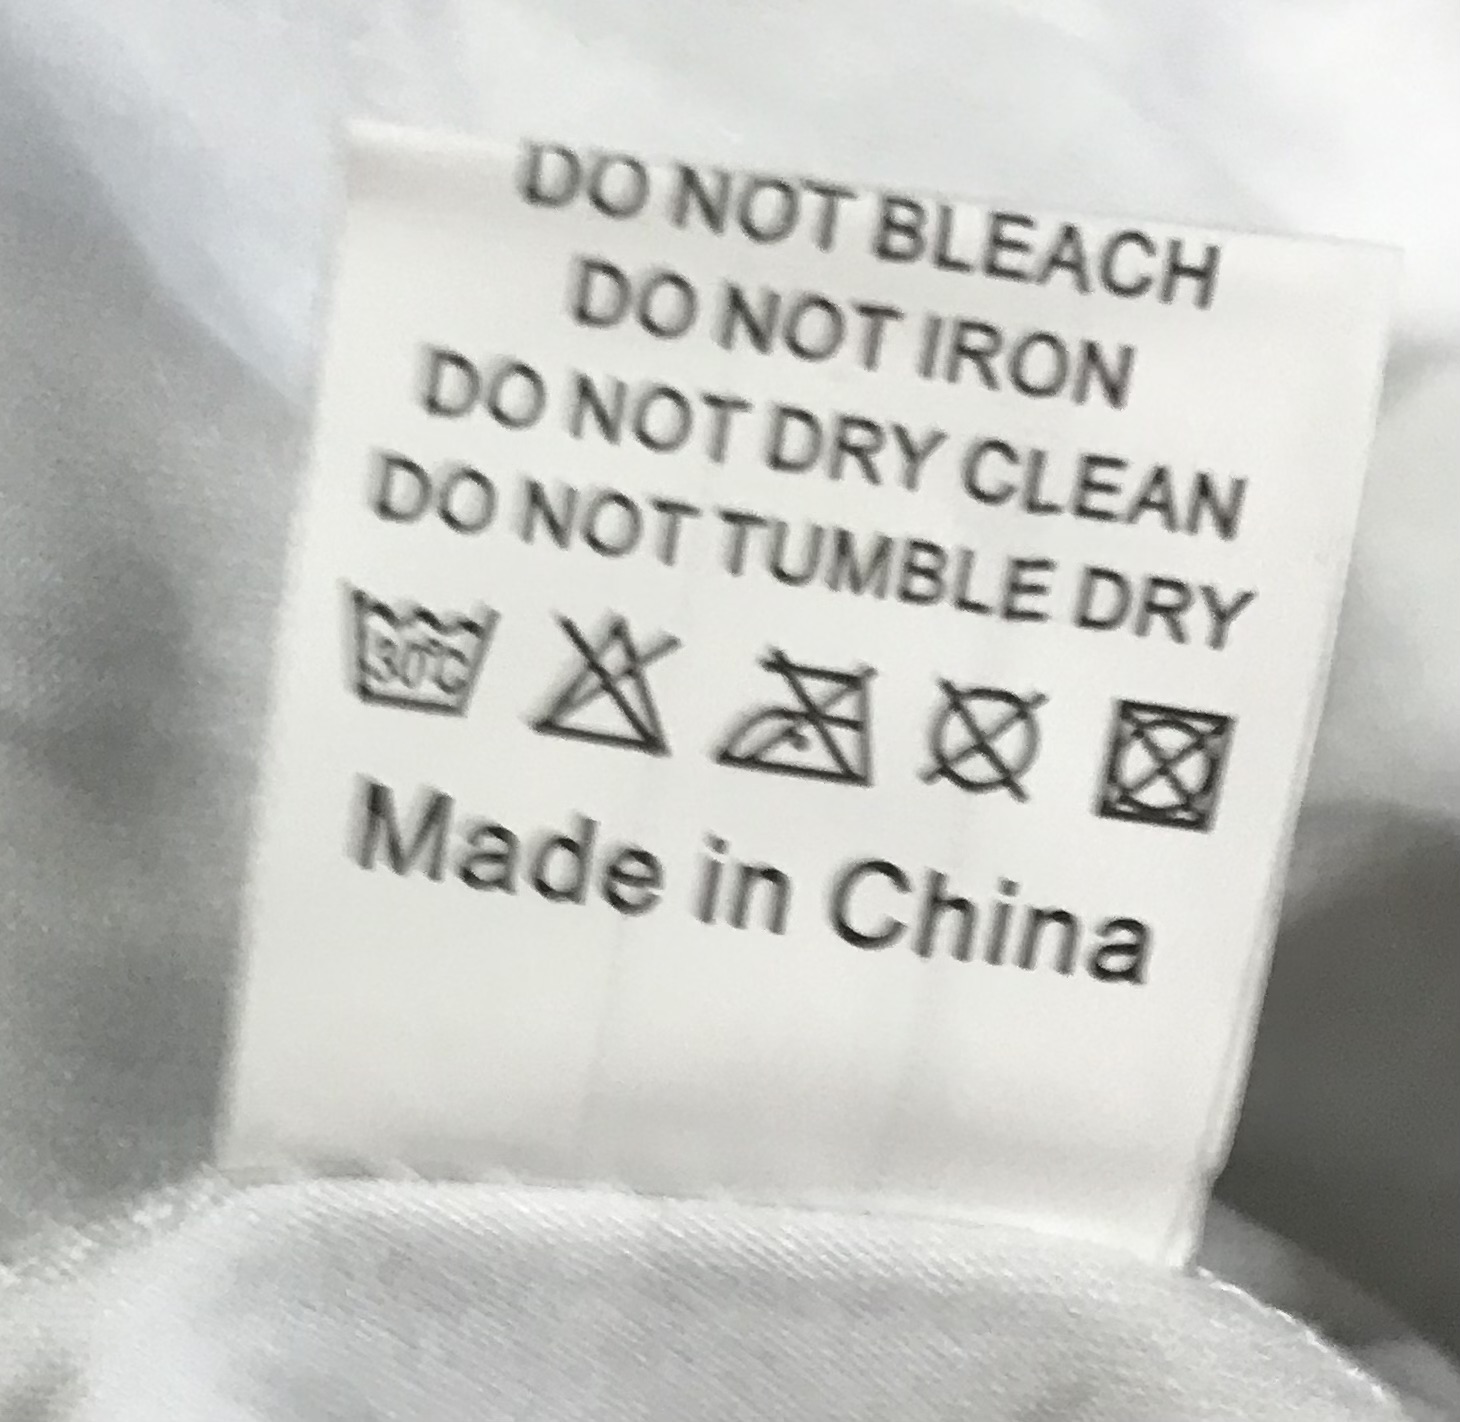 DO NOT BLEACH
DO NOT IRON
DO NOT DRY CLEAN
DO NOT TUMBLE DRY
30°C
Made in China